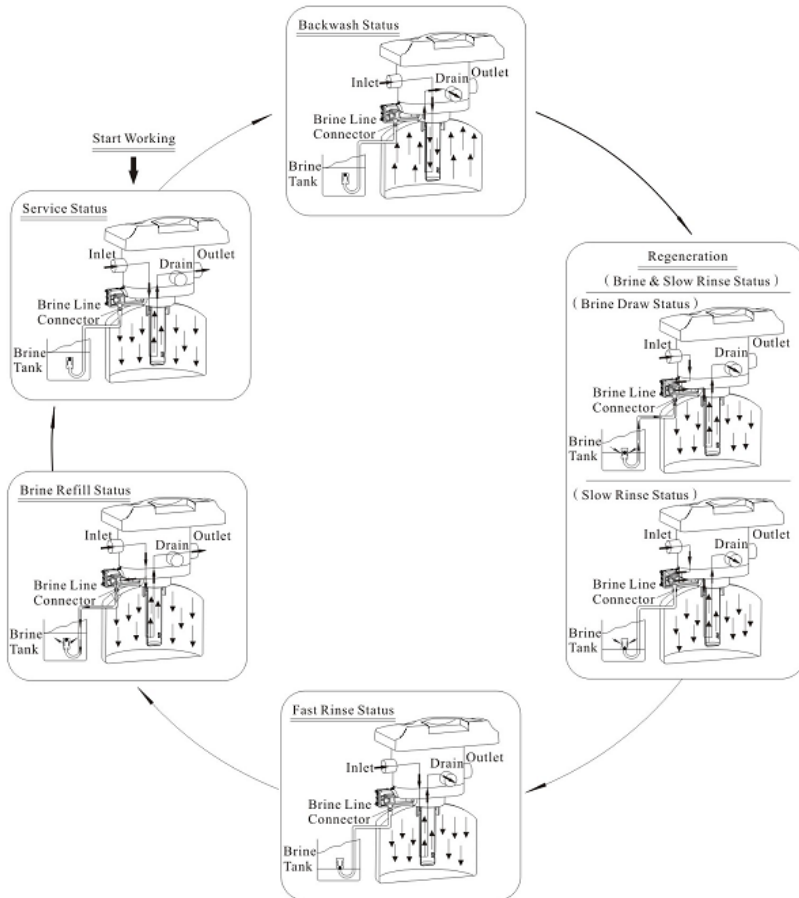 Backwash Status
Inlet
Drain
Outlet
Brine Line
Connector
Brine
Tank
Start Working
Service Status
Inlet
Outlet
Drain
Brine Line
Connector
Brine
Tank
Regeneration
( Brine & Slow Rinse Status )
( Brine Draw Status )
Inlet
Outlet
Drain
Brine Line
Connector
Brine
Tank
( Slow Rinse Status )
Inlet
Outlet
Drain
Brine Line
Connector
Brine
Tank
Fast Rinse Status
Inlet
Drain
Outlet
Brine Line
Connector
Brine
Tank
Brine Refill Status
Inlet
Outlet
Drain
Brine Line
Connector
Brine
Tank